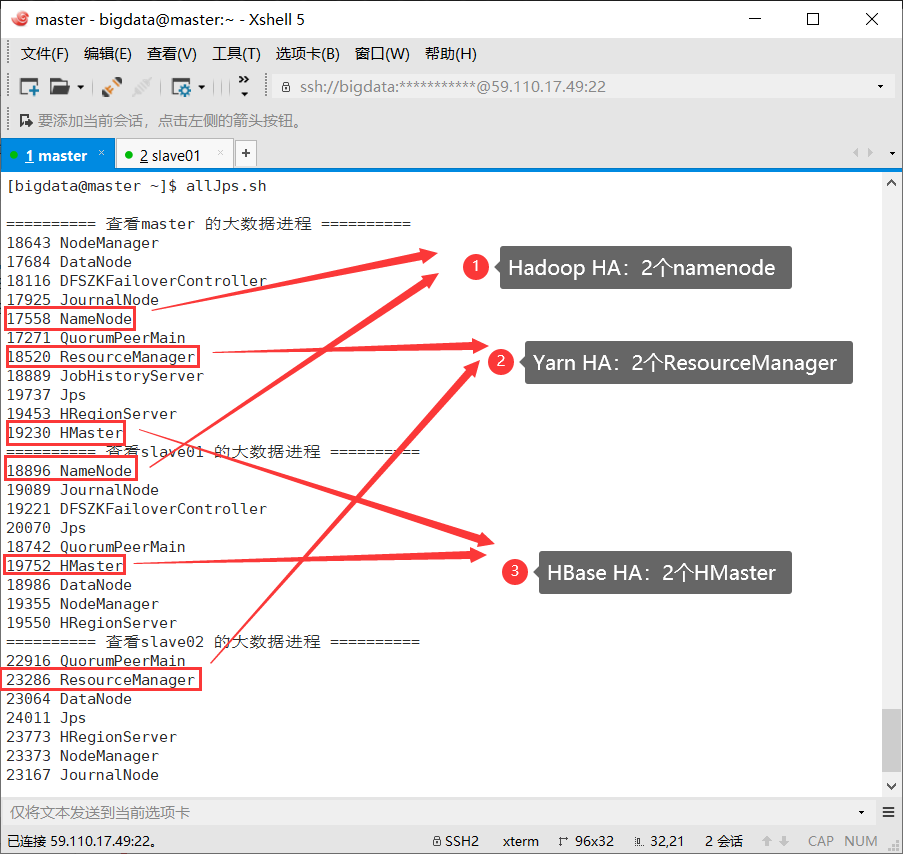 master - bigdata@master:~ - Xshell 5
文件(F) 编辑(E) 查看(V) 工具(T) 选项卡(B) 窗口(W) 帮助(H)
ssh://bigdata:***********@59.110.17.49:22
要添加当前会话，点击左侧的箭头按钮。
1 master × 2 slave01 × +
[bigdata@master ~]$ allJps.sh
========== 查看master 的大数据进程 ==========
18643 NodeManager
17684 DataNode
18116 DFSZKFailoverController
17925 JournalNode
17558 NameNode
17271 QuorumPeerMain
18520 ResourceManager
18889 JobHistoryServer
19737 Jps
19453 HRegionServer
19230 HMaster
========== 查看slave01 的大数据进程 ==========
18896 NameNode
19089 JournalNode
19221 DFSZKFailoverController
20070 Jps
18742 QuorumPeerMain
19752 HMaster
18986 DataNode
19355 NodeManager
19550 HRegionServer
========== 查看slave02 的大数据进程 ==========
22916 QuorumPeerMain
23286 ResourceManager
23064 DataNode
24011 Jps
23773 HRegionServer
23373 NodeManager
23167 JournalNode
1 Hadoop HA：2个namenode
2 Yarn HA：2个ResourceManager
3 HBase HA：2个HMaster
仅将文本发送到当前选项卡
已连接 59.110.17.49:22。 SSH2 xterm 96x32 32,21 2 会话 CAP NUM